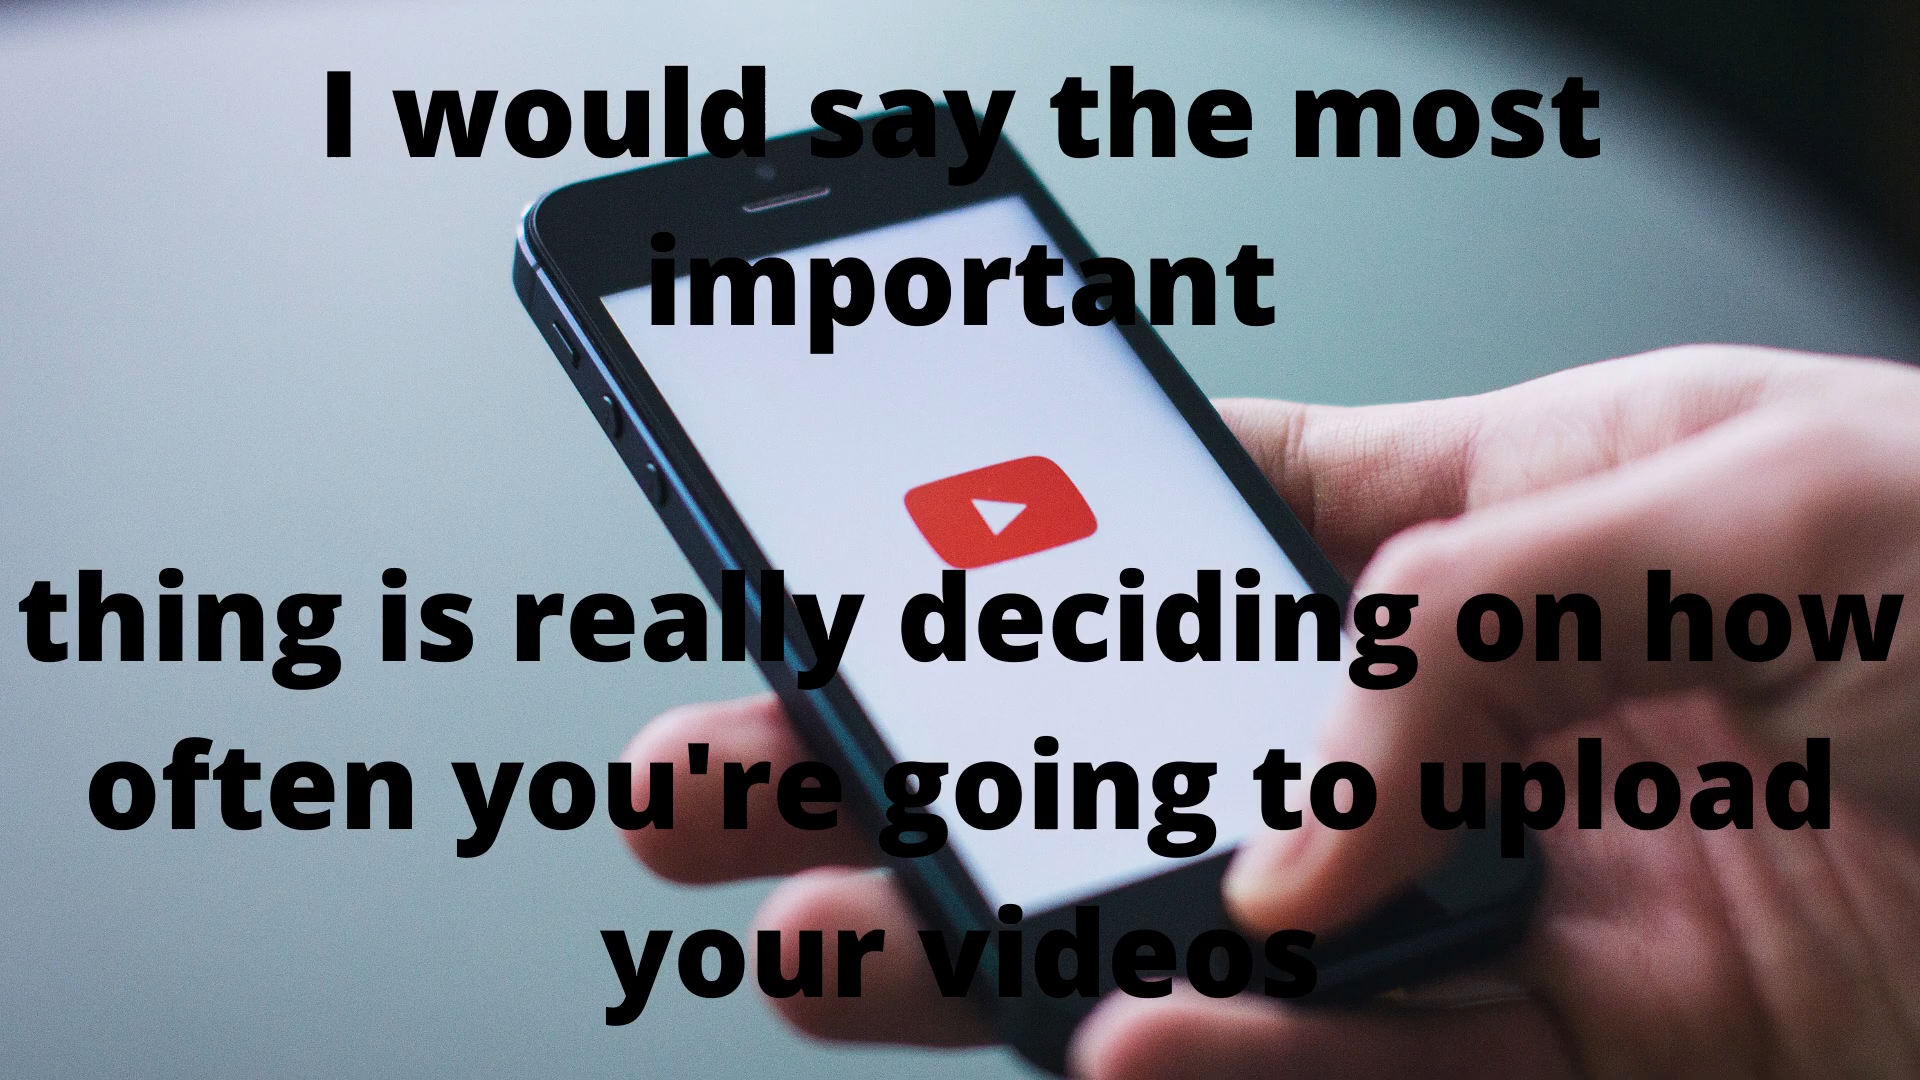 I would say the most
important
thing is really deciding on how
often you're going to upload
your videos